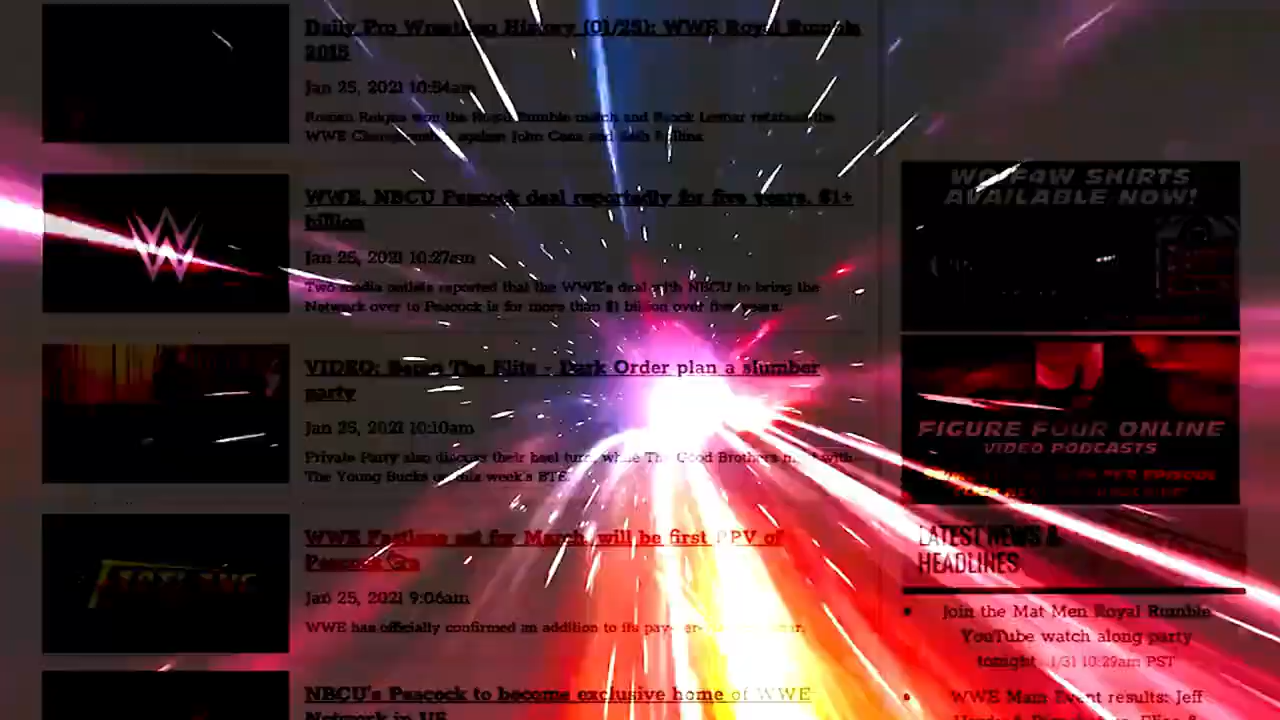 Daily Pro Wrestling History (01/25): WWE Royal Rumble
2015
Jan 25, 2021 10:54am
Roman Reigns won the Royal Rumble match and Brock Lesnar retained the
WWE Championship against John Cena and Seth Rollins.
WWE, NBCU Peacock deal reportedly for five years, $1+
billion
Jan 25, 2021 10:27am
Two media outlets reported that the WWE's deal with NBCU to bring the
Network over to Peacock is for more than $1 billion over five years.
VIDEO: Being The Elite - Dark Order plan a slumber
party
Jan 25, 2021 10:10am
Private Party also discuss their heel turn, while The Good Brothers with
The Young Bucks on this week's BTE.
WWE Fastlane set for March, will be first PPV of
Peacock Era
Jan 25, 2021 9:06am
WWE has officially confirmed an addition to its pay-per-
NBCU's Peacock to become exclusive home of WWE
Network in US
WO/F4W SHIRTS
AVAILABLE NOW!
FIGURE FOUR ONLINE
VIDEO PODCASTS
LATEST NEWS &
HEADLINES
Join the Mat Men Royal Rumble
YouTube watch along party
tonight 1/31 10:29am PST
WWE Main Event results: Jeff